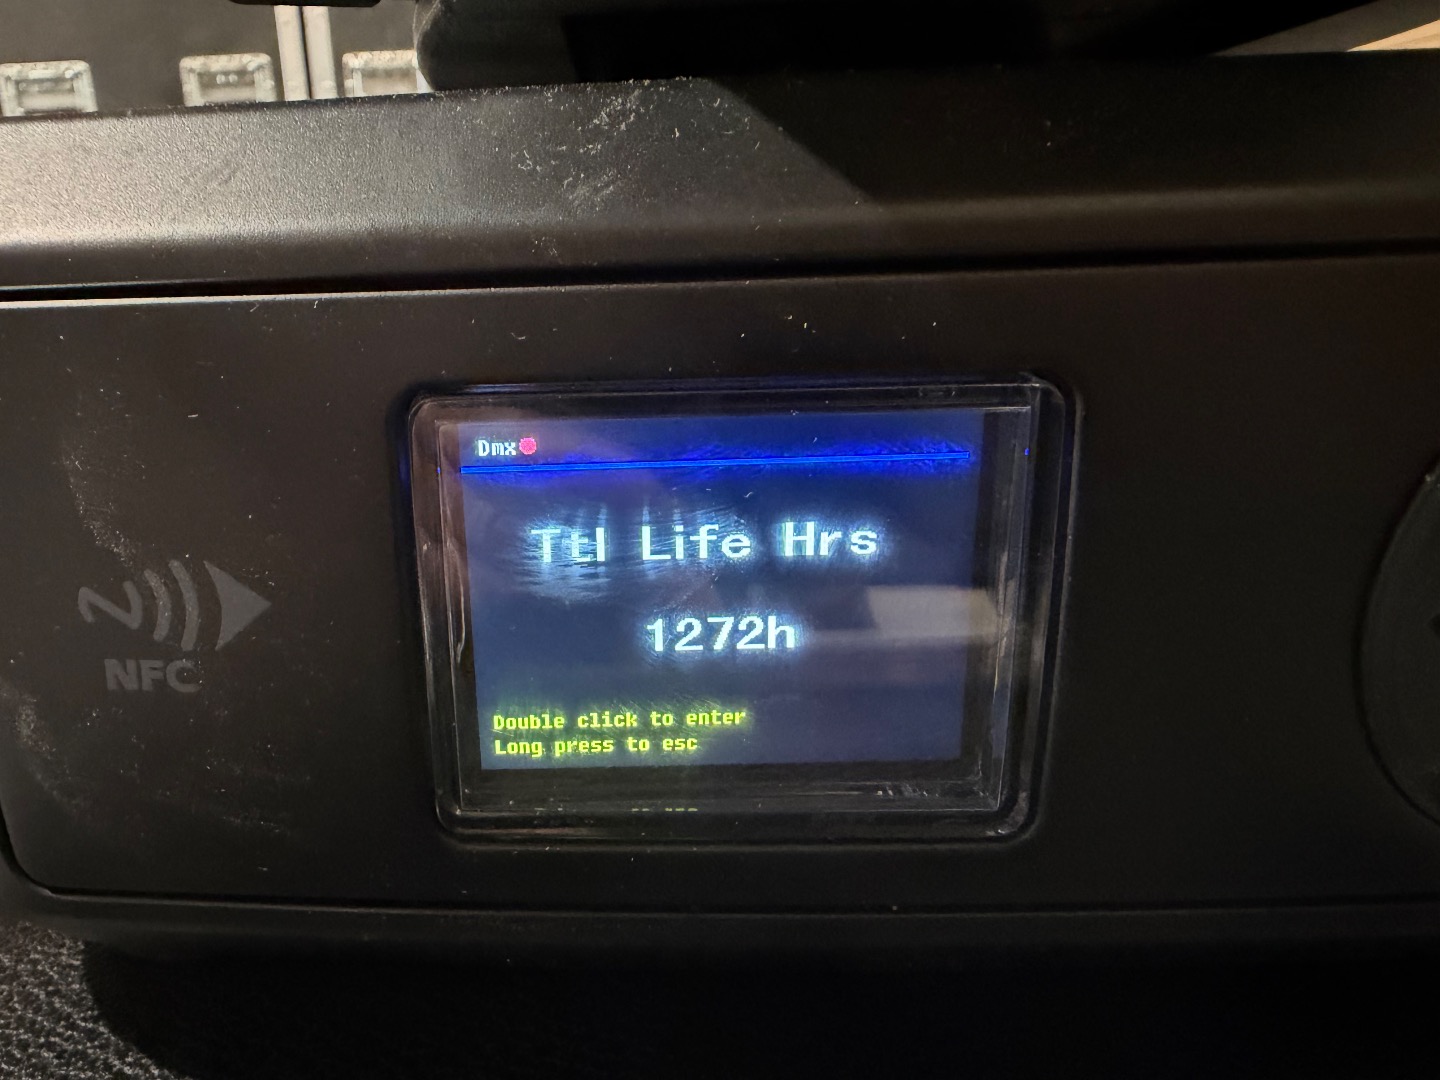 Dmx
Ttl Life Hrs
1272h
NFC
Double click to enter
Long press to esc